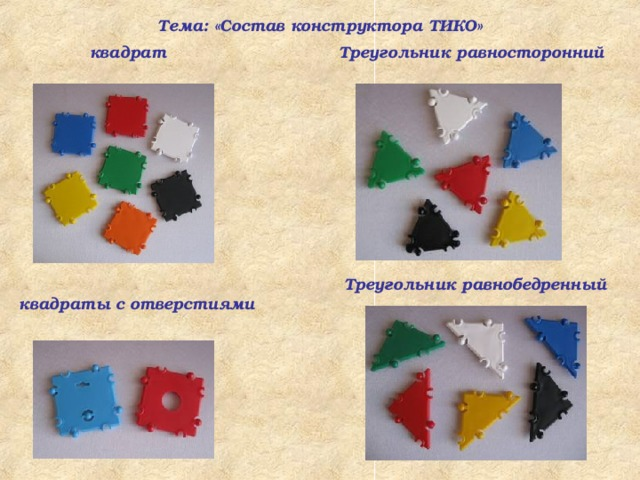 Тема: «Состав конструктора ТИКО»
квадрат
Треугольник равносторонний
Треугольник равнобедренный
квадраты с отверстиями